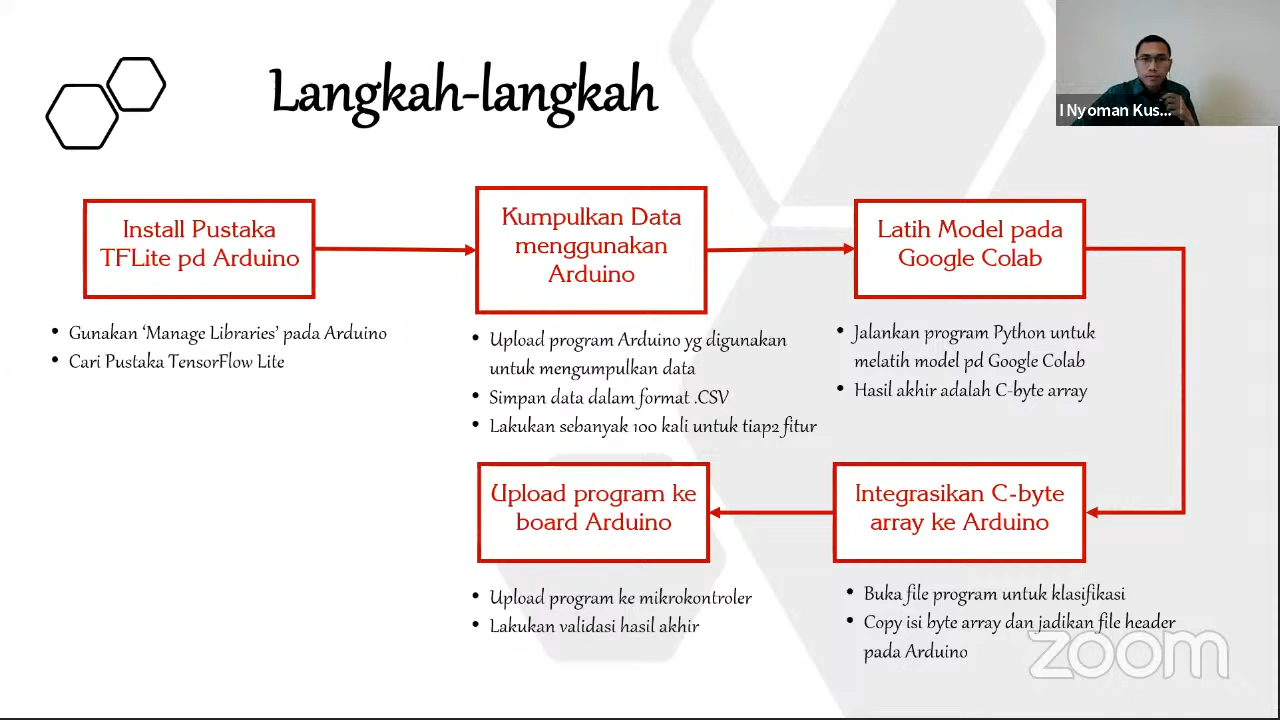 Langkah-langkah
I Nyoman Kus...
Install Pustaka
TFLite pd Arduino
• Gunakan ‘Manage Libraries’ pada Arduino
• Cari Pustaka TensorFlow Lite
Kumpulkan Data
menggunakan
Arduino
• Upload program Arduino yg digunakan
untuk mengumpulkan data
• Simpan data dalam format .CSV
• Lakukan sebanyak 100 kali untuk tiap2 fitur
Latih Model pada
Google Colab
• Jalankan program Python untuk
melatih model pd Google Colab
• Hasil akhir adalah C-byte array
Integrasikan C-byte
array ke Arduino
• Buka file program untuk klasifikasi
• Copy isi byte array dan jadikan file header
pada Arduino
Upload program ke
board Arduino
• Upload program ke mikrokontroler
• Lakukan validasi hasil akhir
zoom